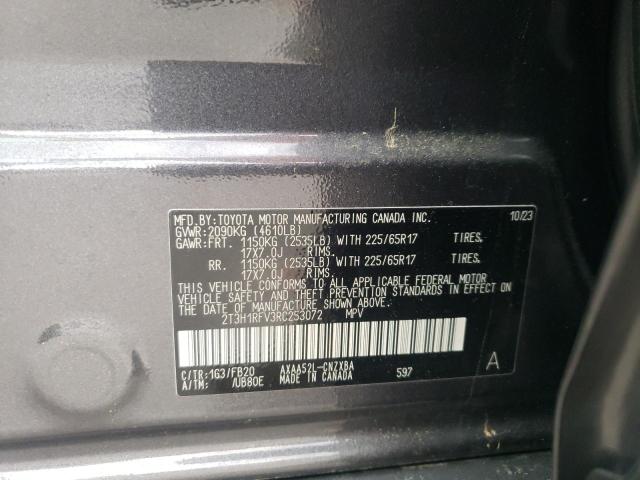 MFD.BY:TOYOTA MOTOR MANUFACTURING CANADA INC. 10/23
GVWR:2090KG (4610LB)
GAWR:FRT. 1150KG (2535LB) WITH 225/65R17 TIRES.
17X7.0J RIMS.
RR. 1150KG (2535LB) WITH 225/65R17 TIRES.
17X7.0J RIMS.
THIS VEHICLE CONFORMS TO ALL APPLICABLE FEDERAL MOTOR
VEHICLE SAFETY AND THEFT PREVENTION STANDARDS IN EFFECT
ON THE DATE OF MANUFACTURE SHOWN ABOVE.
2T3H1RFV3RC253072 MPV
C/TR:1G3/FB20 AXAA52L-CNZXBA 597 A
A/TM: /UB80E MADE IN CANADA